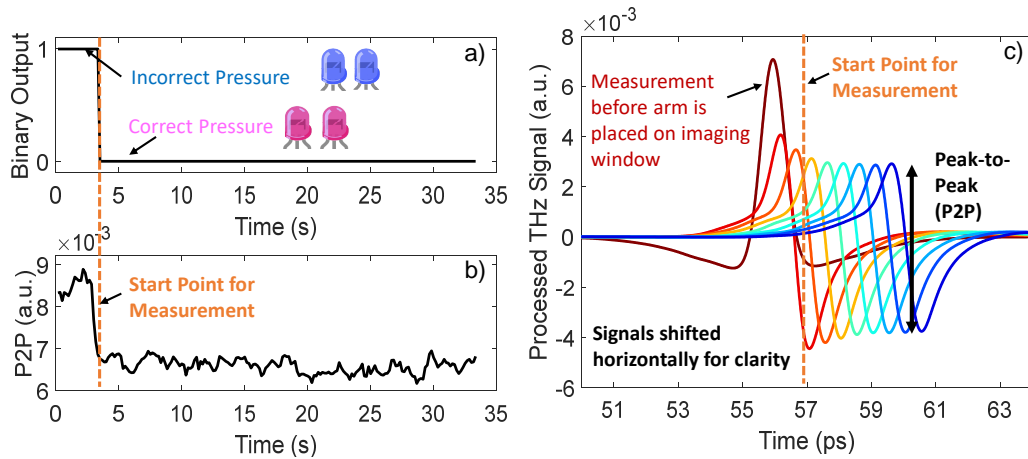 a)
Binary Output
1
0
Incorrect Pressure
Correct Pressure
0 5 10 15 20 25 30 35
Time (s)
×10⁻³
b)
P2P (a.u.)
9
8
7
6
Start Point for
Measurement
0 5 10 15 20 25 30 35
Time (s)
×10⁻³
c)
Processed THz Signal (a.u.)
8
6
4
2
0
-2
-4
-6
Measurement
before arm is
placed on imaging
window
Start Point for
Measurement
Peak-to-
Peak
(P2P)
Signals shifted
horizontally for clarity
51 53 55 56 57 59 61 63
Time (ps)